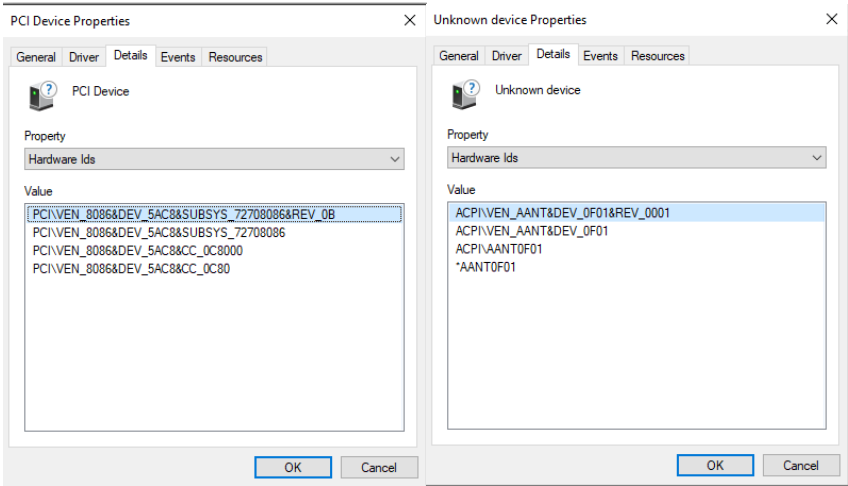 PCI Device Properties
General Driver Details Events Resources
PCI Device
Property
Hardware Ids
Value
PCI\VEN_8086&DEV_5AC8&SUBSYS_72708086&REV_0B
PCI\VEN_8086&DEV_5AC8&SUBSYS_72708086
PCI\VEN_8086&DEV_5AC8&CC_0C8000
PCI\VEN_8086&DEV_5AC8&CC_0C80
OK Cancel
Unknown device Properties
General Driver Details Events Resources
Unknown device
Property
Hardware Ids
Value
ACPI\VEN_AANT&DEV_0F01&REV_0001
ACPI\VEN_AANT&DEV_0F01
ACPI\AANT0F01
*AANT0F01
OK Cancel